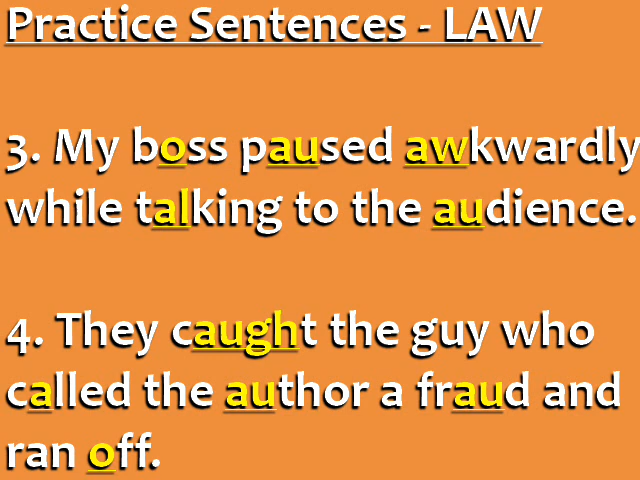 Practice Sentences - LAW
3. My boss paused awkwardly
while talking to the audience.
4. They caught the guy who
called the author a fraud and
ran off.